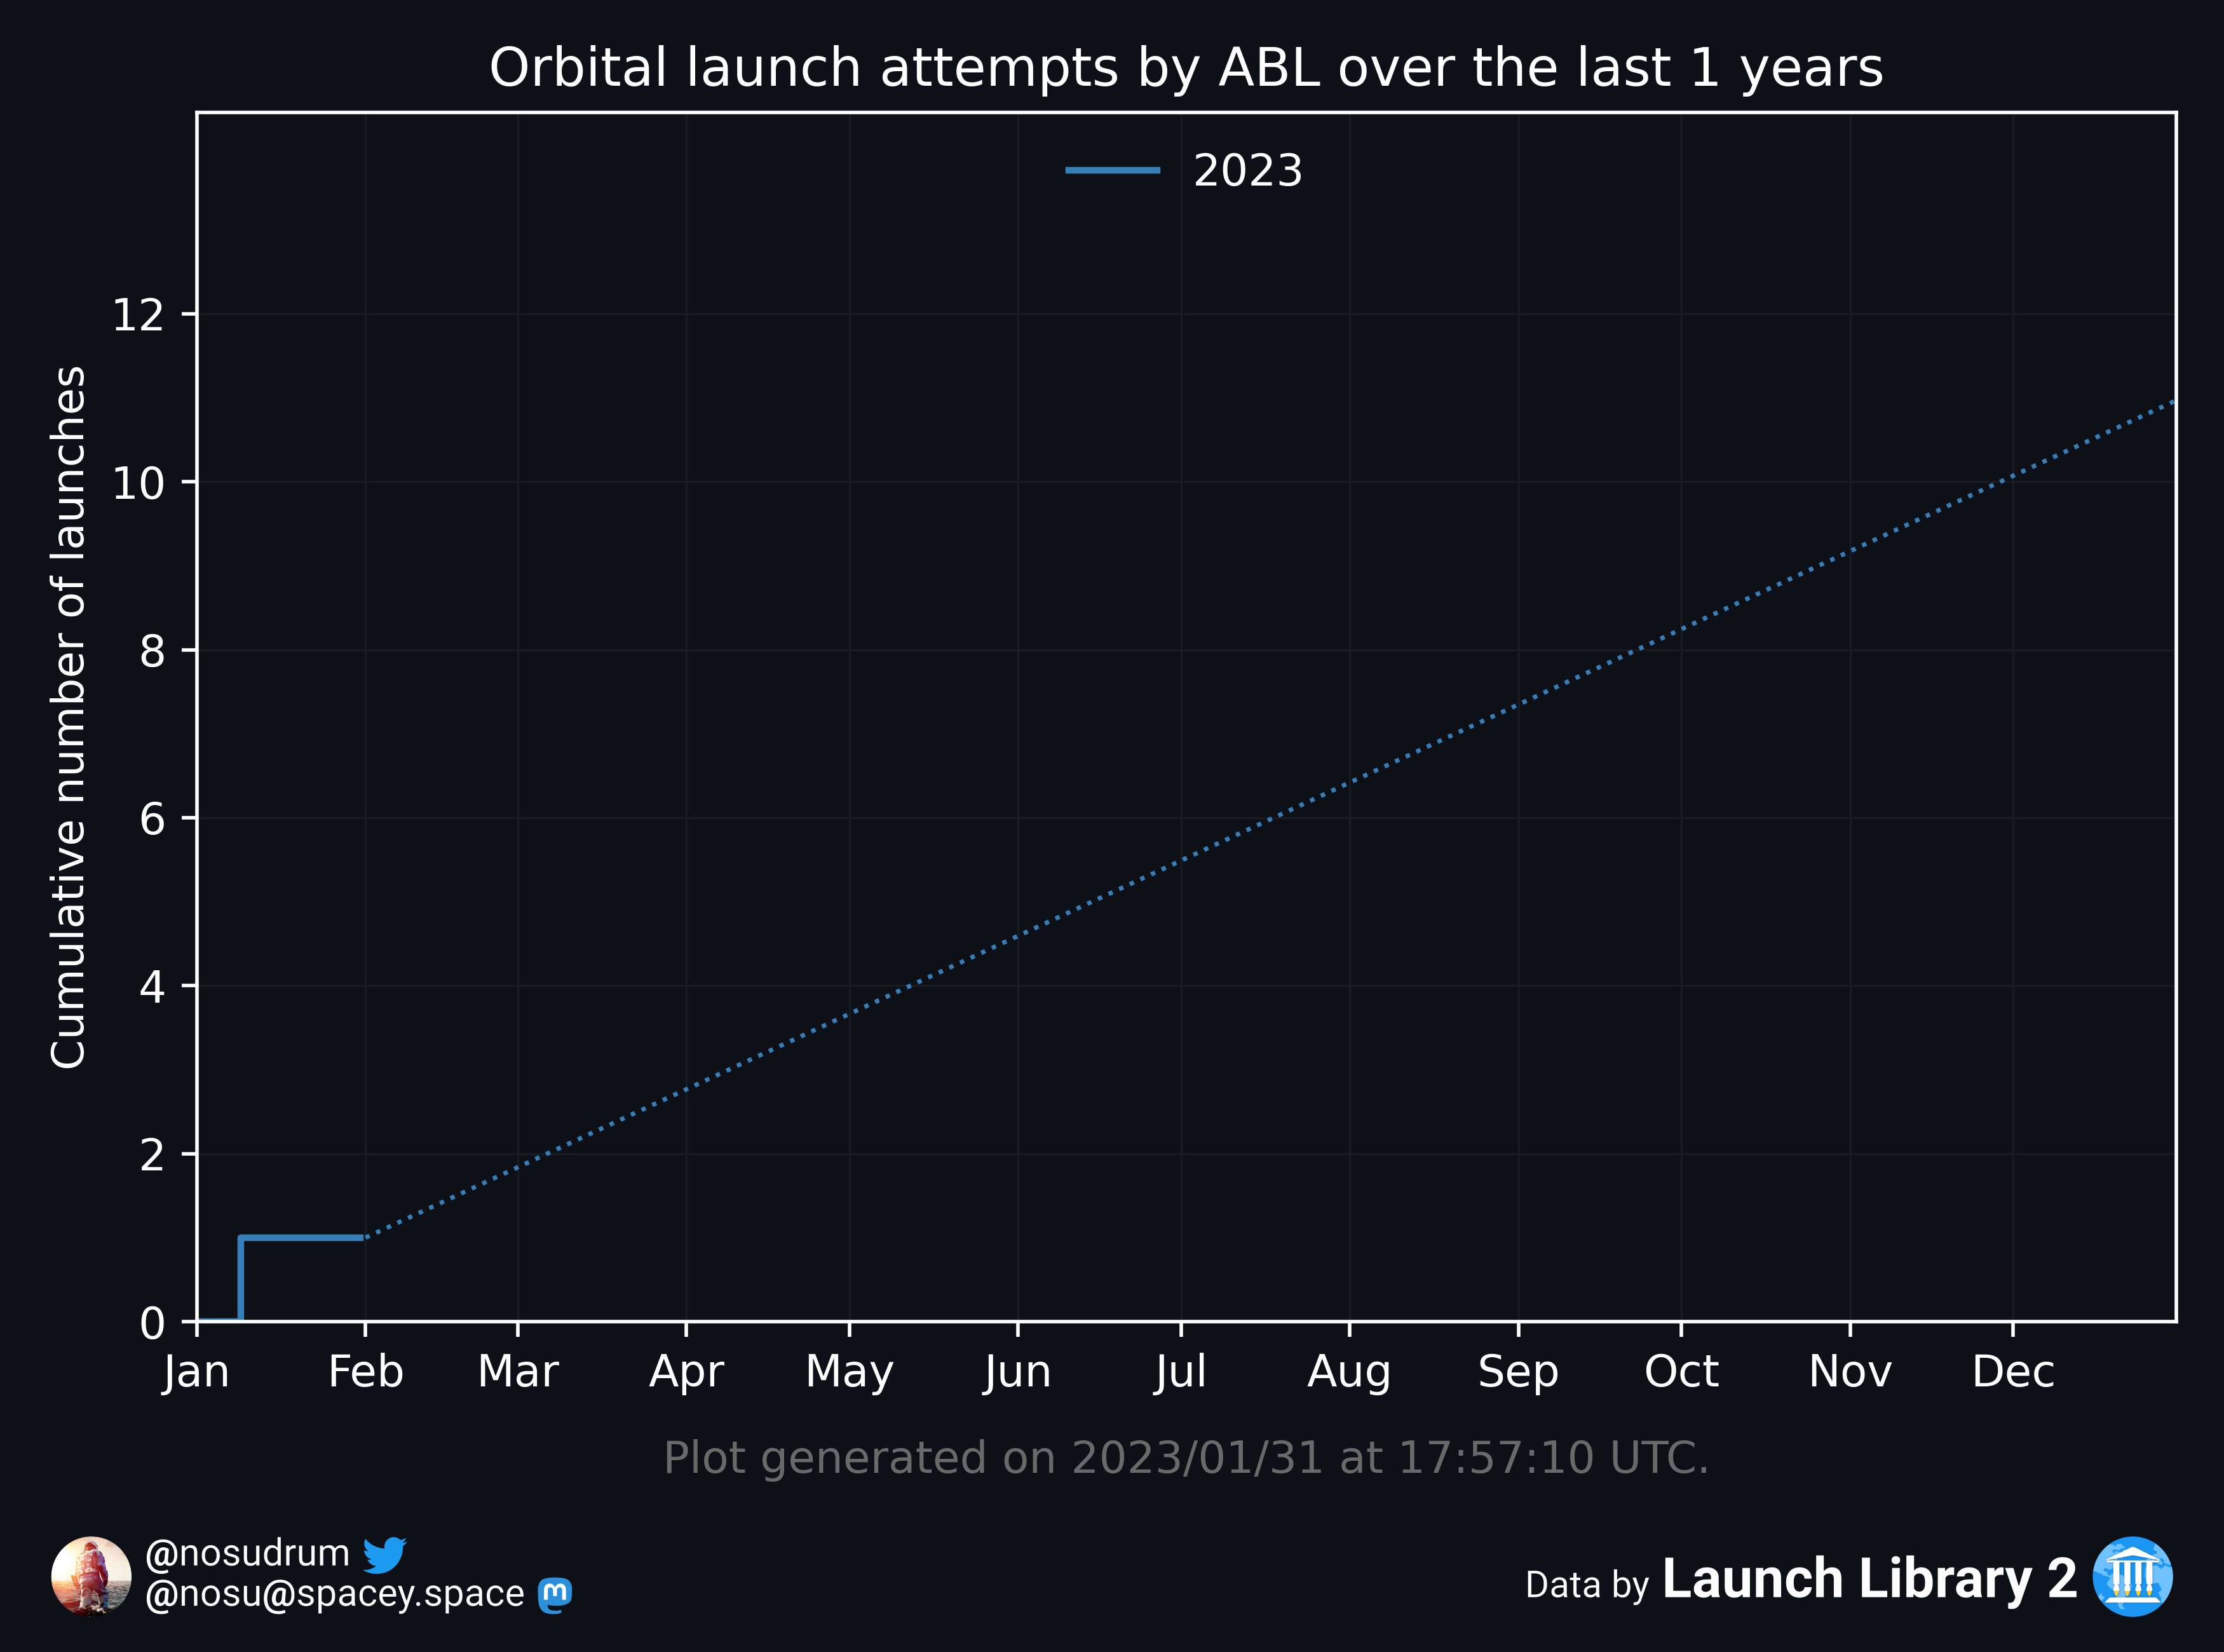 Orbital launch attempts by ABL over the last 1 years
2023
Cumulative number of launches
12
10
8
6
4
2
0
Jan Feb Mar Apr May Jun Jul Aug Sep Oct Nov Dec
Plot generated on 2023/01/31 at 17:57:10 UTC.
@nosudrum
@nosu@spacey.space
Data by Launch Library 2